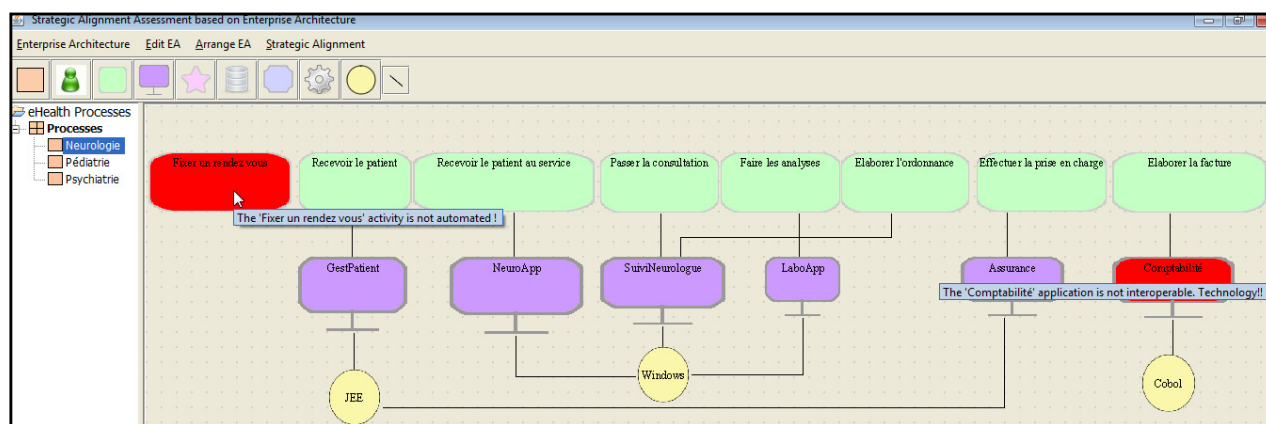 Strategic Alignment Assessment based on Enterprise Architecture
Enterprise Architecture Edit EA Arrange EA Strategic Alignment
eHealth Processes
Processes
Neurologie
Pédiatrie
Psychiatrie
Fixer un rendez vous Recevoir le patient Recevoir le patient au service Passer la consultation Faire les analyses Elaborer l'ordonnance Effectuer la prise en charge Elaborer la facture
The 'Fixer un rendez vous' activity is not automated !
GestPatient NeuroApp SuiviNeurologue LaboApp Assurance Comptabilité
The 'Comptabilité' application is not interoperable. Technology!!
Windows
JEE
Cobol